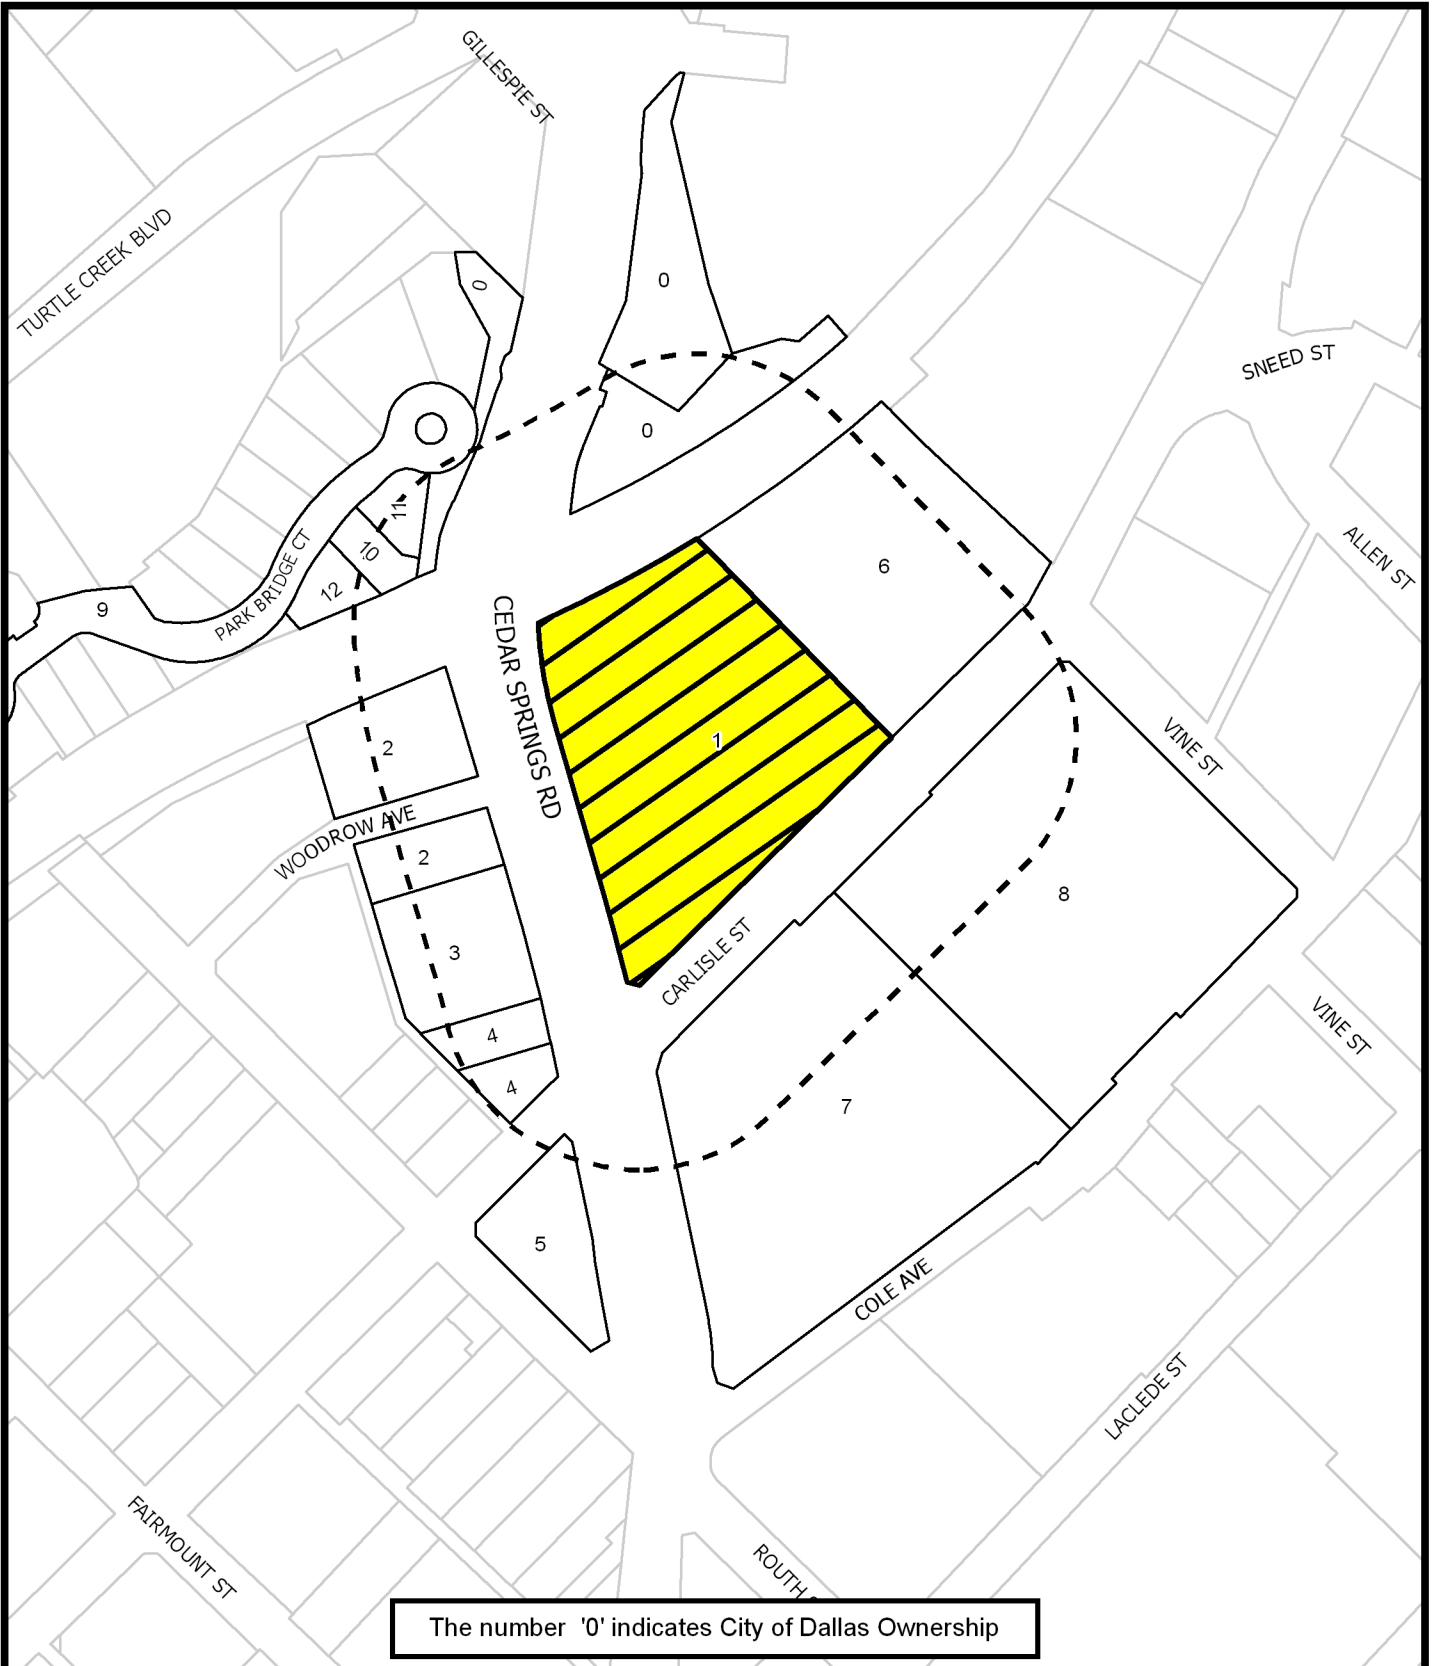 GILLESPIE ST
TURTLE CREEK BLVD
0
0
SNEED ST
0
11
10
ALLEN ST
6
12
PARK BRIDGE CT
9
CEDAR SPRINGS RD
1
2
VINE ST
WOODROW AVE
2
8
3
CARLISLE ST
4
VINE ST
4
7
5
COLE AVE
LACLEDE ST
FAIRMOUNT ST
ROUTH
The number '0' indicates City of Dallas Ownership